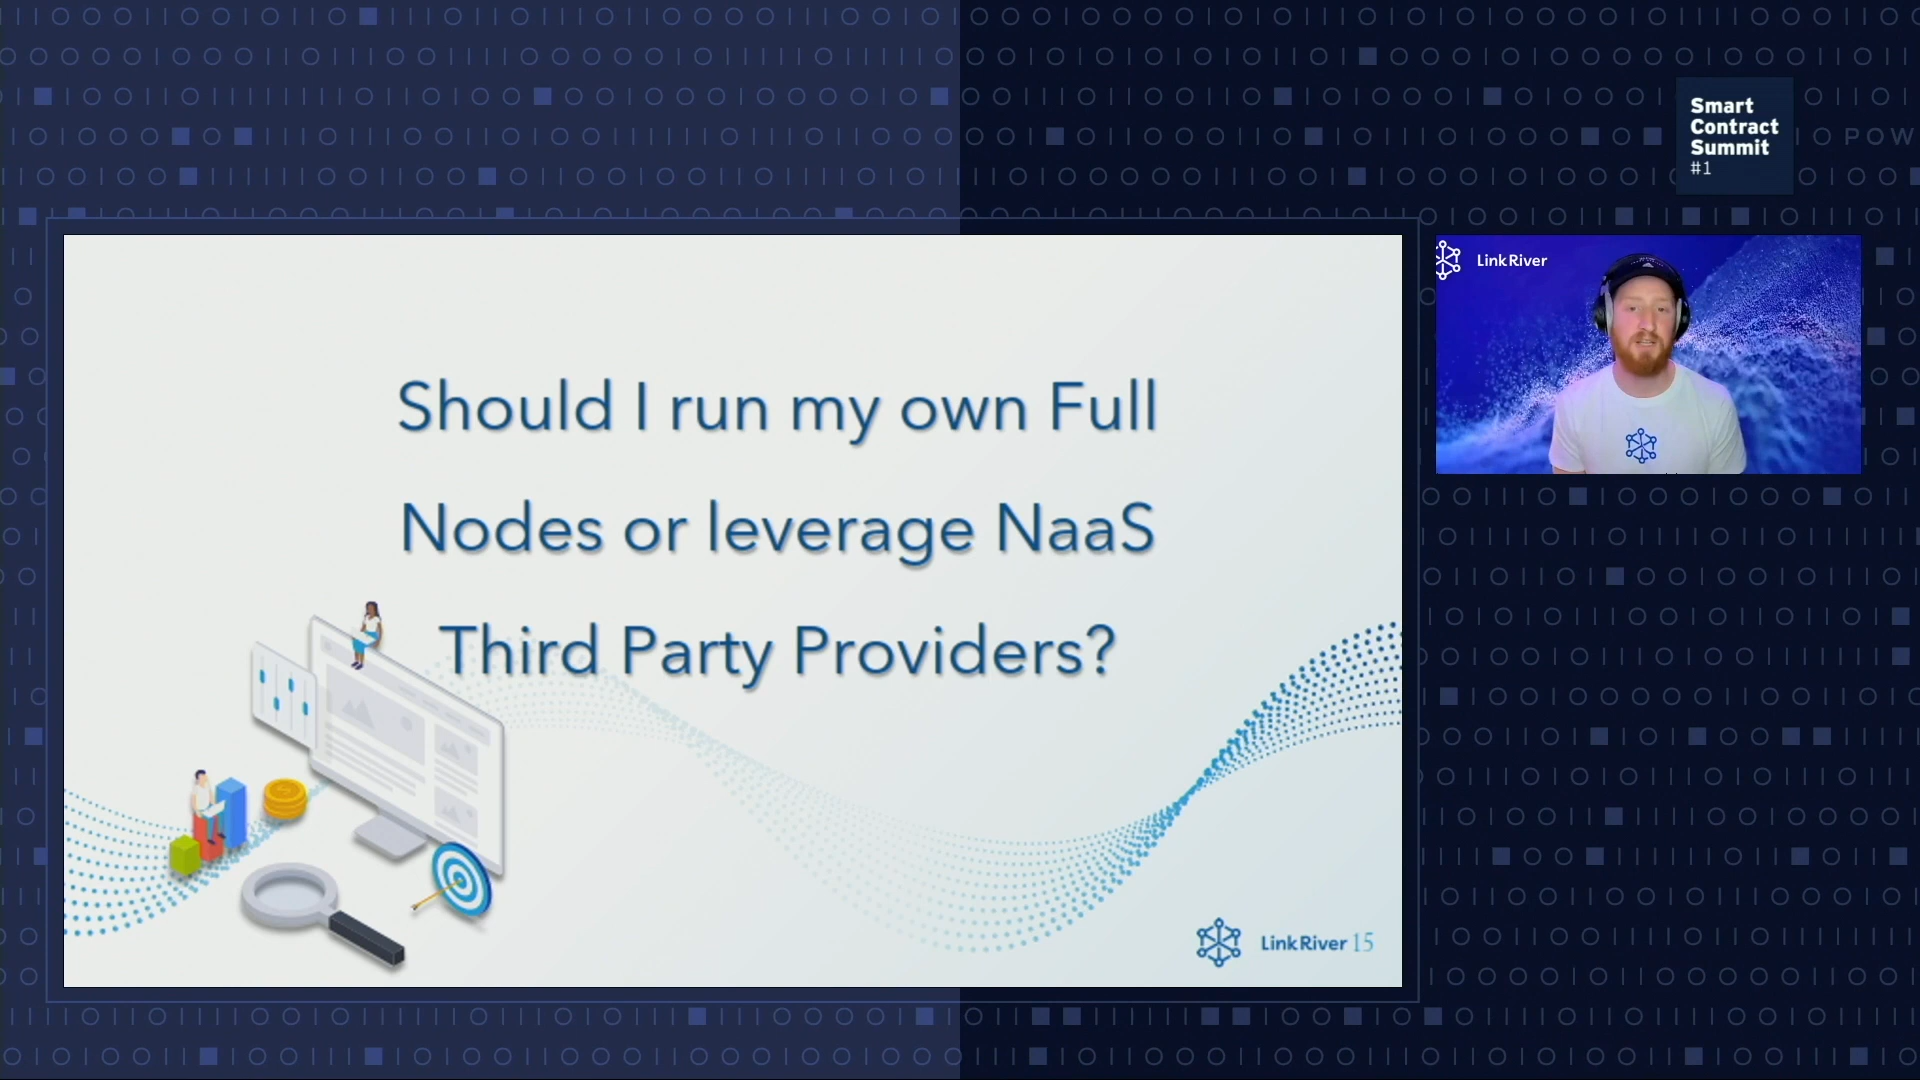 Smart
Contract
Summit
#1
POW
LinkRiver
Should I run my own Full
Nodes or leverage NaaS
Third Party Providers?
LinkRiver 15